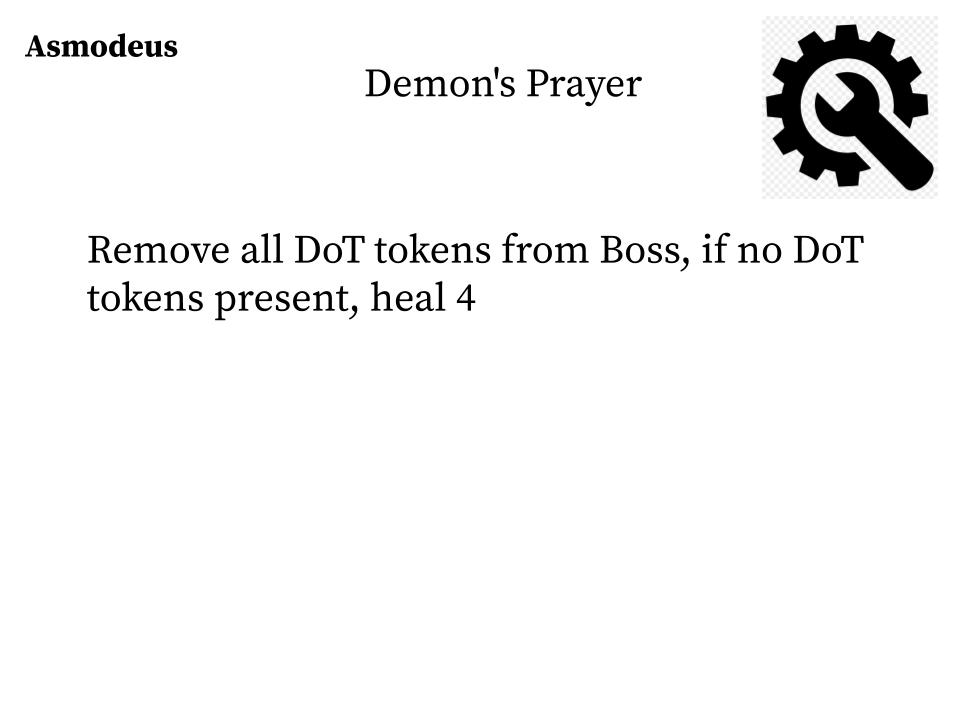 Asmodeus
Demon's Prayer
Remove all DoT tokens from Boss, if no DoT
tokens present, heal 4